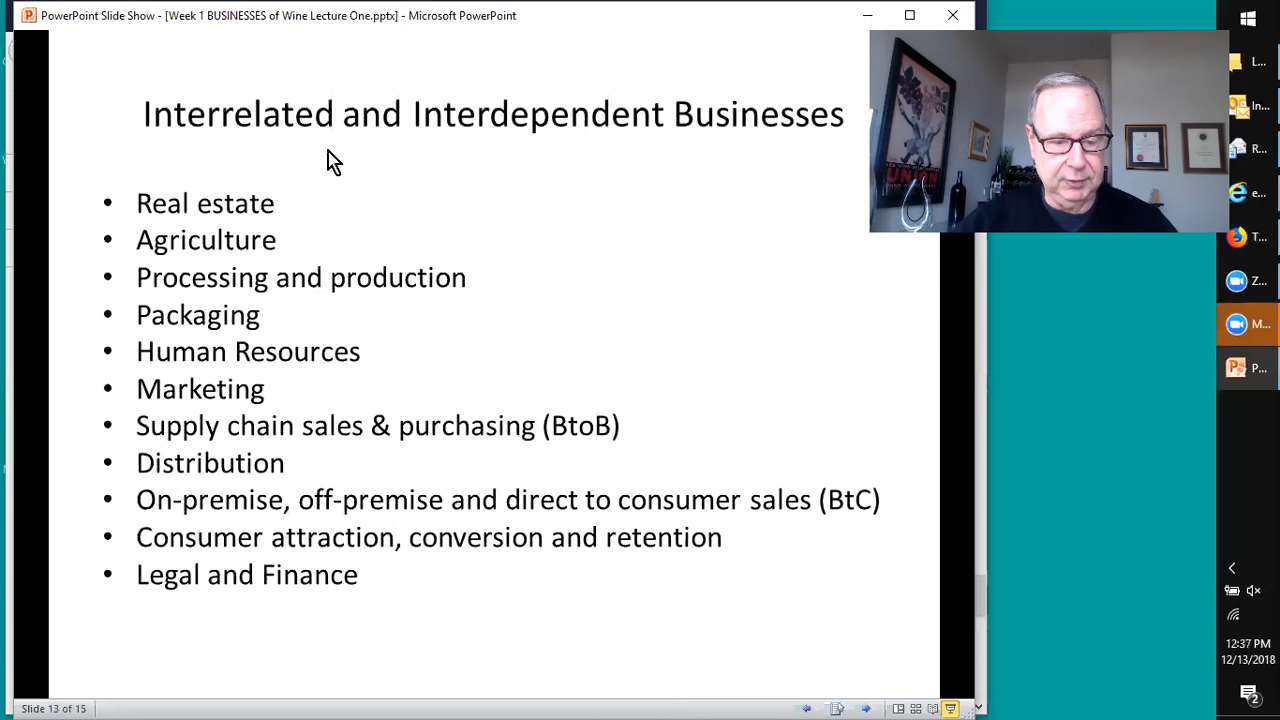 PowerPoint Slide Show - [Week 1 BUSINESSES of Wine Lecture One.pptx] - Microsoft PowerPoint
Interrelated and Interdependent Businesses
• Real estate
• Agriculture
• Processing and production
• Packaging
• Human Resources
• Marketing
• Supply chain sales & purchasing (BtoB)
• Distribution
• On-premise, off-premise and direct to consumer sales (BtC)
• Consumer attraction, conversion and retention
• Legal and Finance
Slide 13 of 15
UNION
L...
In...
R...
e...
T...
Z...
M...
P...
12:37 PM
12/13/2018
2